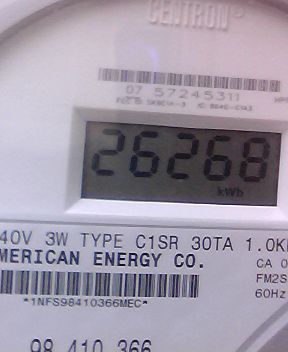 CENTRON®
07 57245311
26268
kWh
40V 3W TYPE C1SR 30TA 1.0K
MERICAN ENERGY CO.
CA 0
FM2S
60Hz
*1NFS98410366MEC*
98 410 366